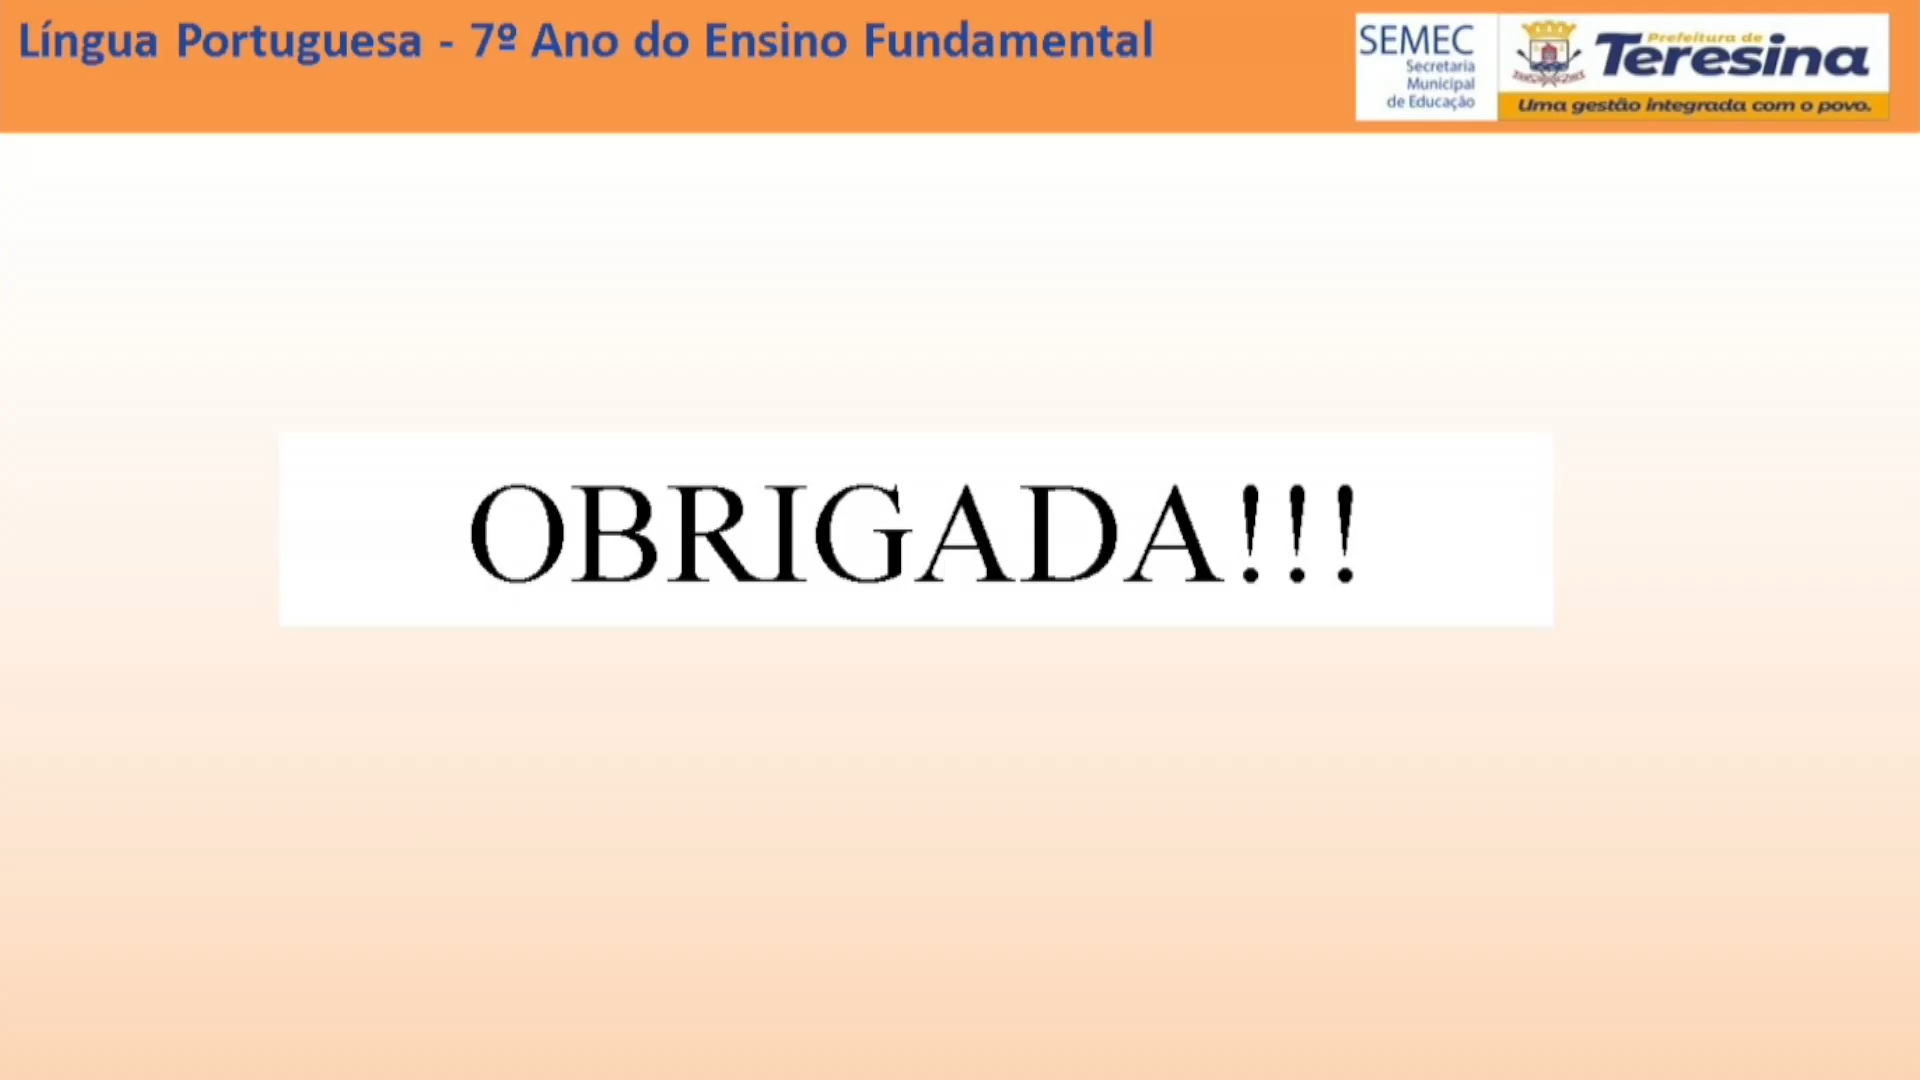 Língua Portuguesa - 7º Ano do Ensino Fundamental
SEMEC
Secretaria
Municipal
de Educação
Prefeitura de
Teresina
Uma gestão integrada com o povo.
OBRIGADA!!!